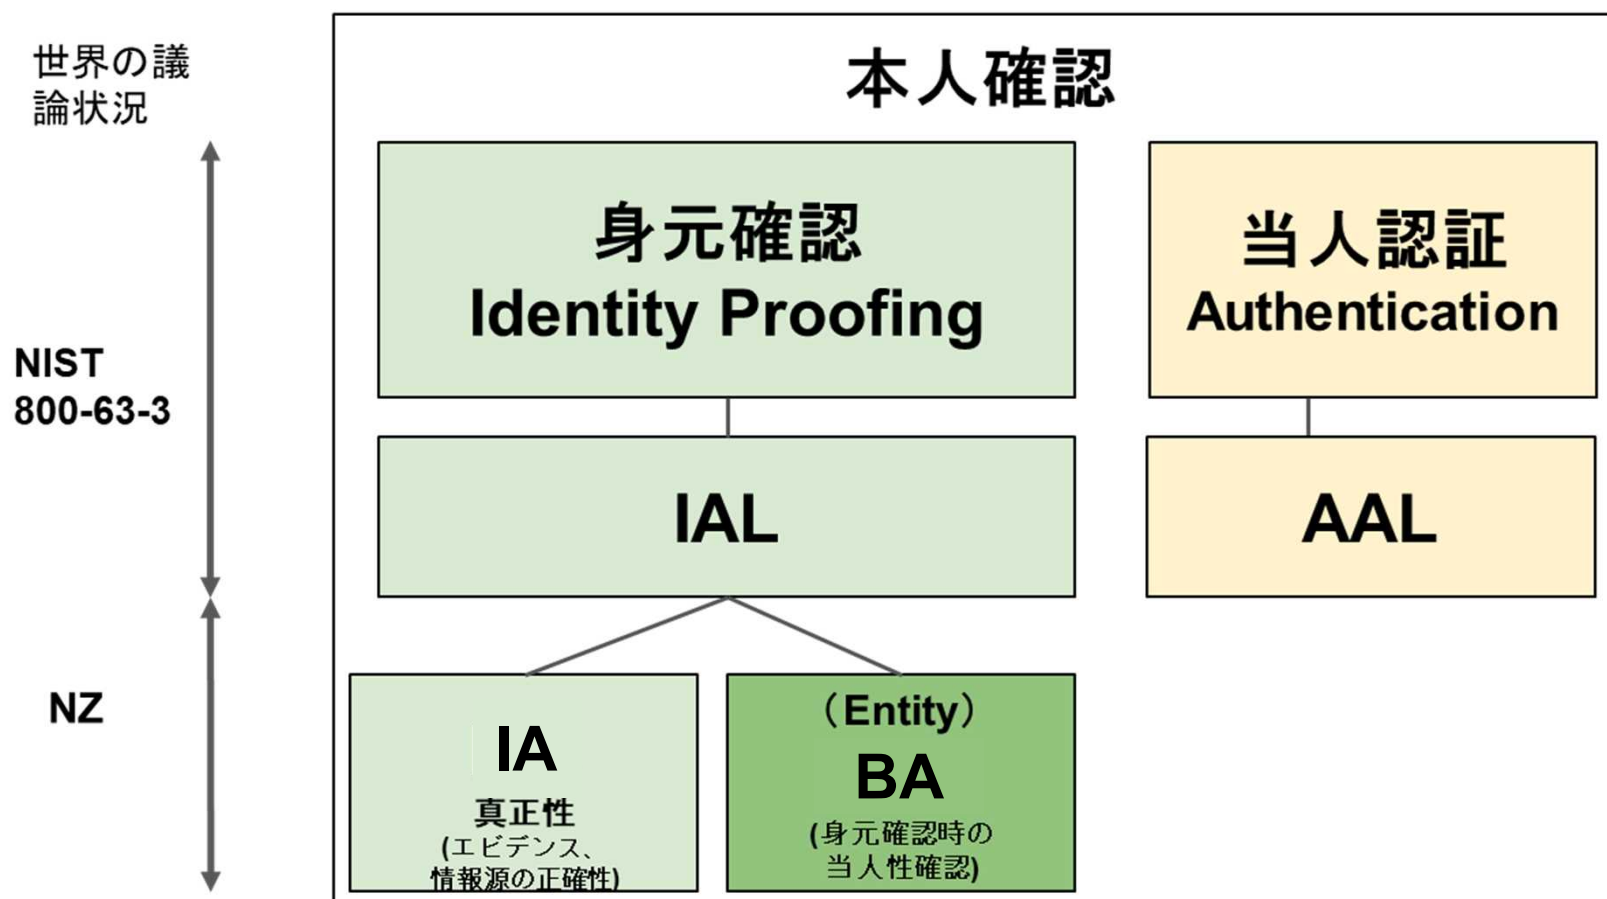 世界の議
論状況
本人確認
身元確認
Identity Proofing
当人認証
Authentication
NIST
800-63-3
IAL
AAL
NZ
IA
真正性
(エビデンス、
情報源の正確性)
（Entity）
BA
(身元確認時の
当人性確認)